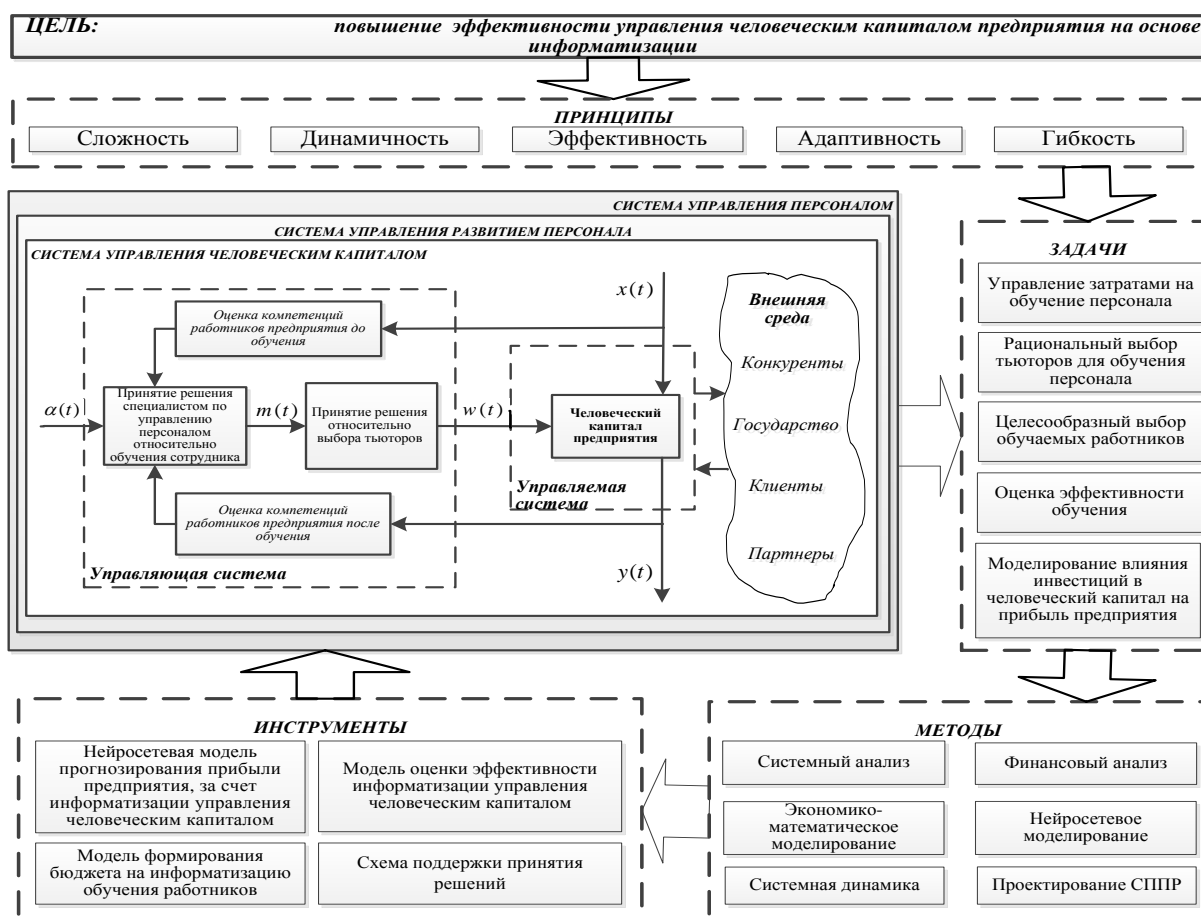 ЦЕЛЬ: повышение эффективности управления человеческим капиталом предприятия на основе
информатизации
ПРИНЦИПЫ
Сложность
Динамичность
Эффективность
Адаптивность
Гибкость
СИСТЕМА УПРАВЛЕНИЯ ПЕРСОНАЛОМ
СИСТЕМА УПРАВЛЕНИЯ РАЗВИТИЕМ ПЕРСОНАЛА
СИСТЕМА УПРАВЛЕНИЯ ЧЕЛОВЕЧЕСКИМ КАПИТАЛОМ
Оценка компетенций
работников предприятия до
обучения
α(t)
Принятие решения
специалистом по
управлению
персоналом
относительно
обучения сотрудника
m(t)
Принятие решения
относительно
выбора тьюторов
w(t)
Оценка компетенций
работников предприятия после
обучения
Управляющая система
x(t)
Человеческий
капитал
предприятия
Управляемая
система
y(t)
Внешняя
среда
Конкуренты
Государство
Клиенты
Партнеры
ЗАДАЧИ
Управление затратами на
обучение персонала
Рациональный выбор
тьюторов для обучения
персонала
Целесообразный выбор
обучаемых работников
Оценка эффективности
обучения
Моделирование влияния
инвестиций в
человеческий капитал на
прибыль предприятия
ИНСТРУМЕНТЫ
Нейросетевая модель
прогнозирования прибыли
предприятия, за счет
информатизации управления
человеческим капиталом
Модель оценки эффективности
информатизации управления
человеческим капиталом
Модель формирования
бюджета на информатизацию
обучения работников
Схема поддержки принятия
решений
МЕТОДЫ
Системный анализ
Финансовый анализ
Экономико-
математическое
моделирование
Нейросетевое
моделирование
Системная динамика
Проектирование СППР